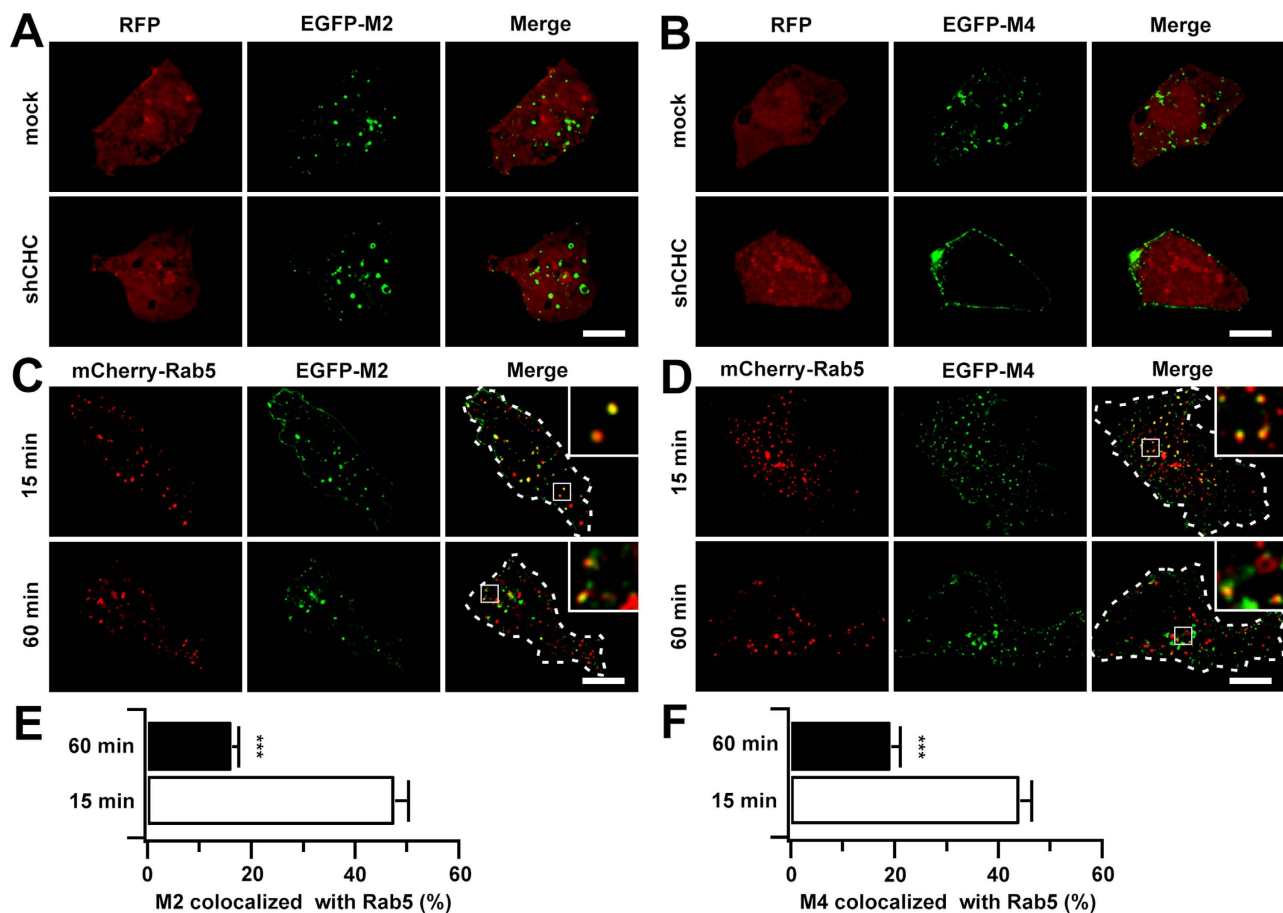 A
RFP EGFP-M2 Merge
mock
shCHC
B
RFP EGFP-M4 Merge
mock
shCHC
C
mCherry-Rab5 EGFP-M2 Merge
15 min
60 min
D
mCherry-Rab5 EGFP-M4 Merge
15 min
60 min
E
60 min
***
15 min
0 20 40 60
M2 colocalized with Rab5 (%)
F
60 min
***
15 min
0 20 40 60
M4 colocalized with Rab5 (%)